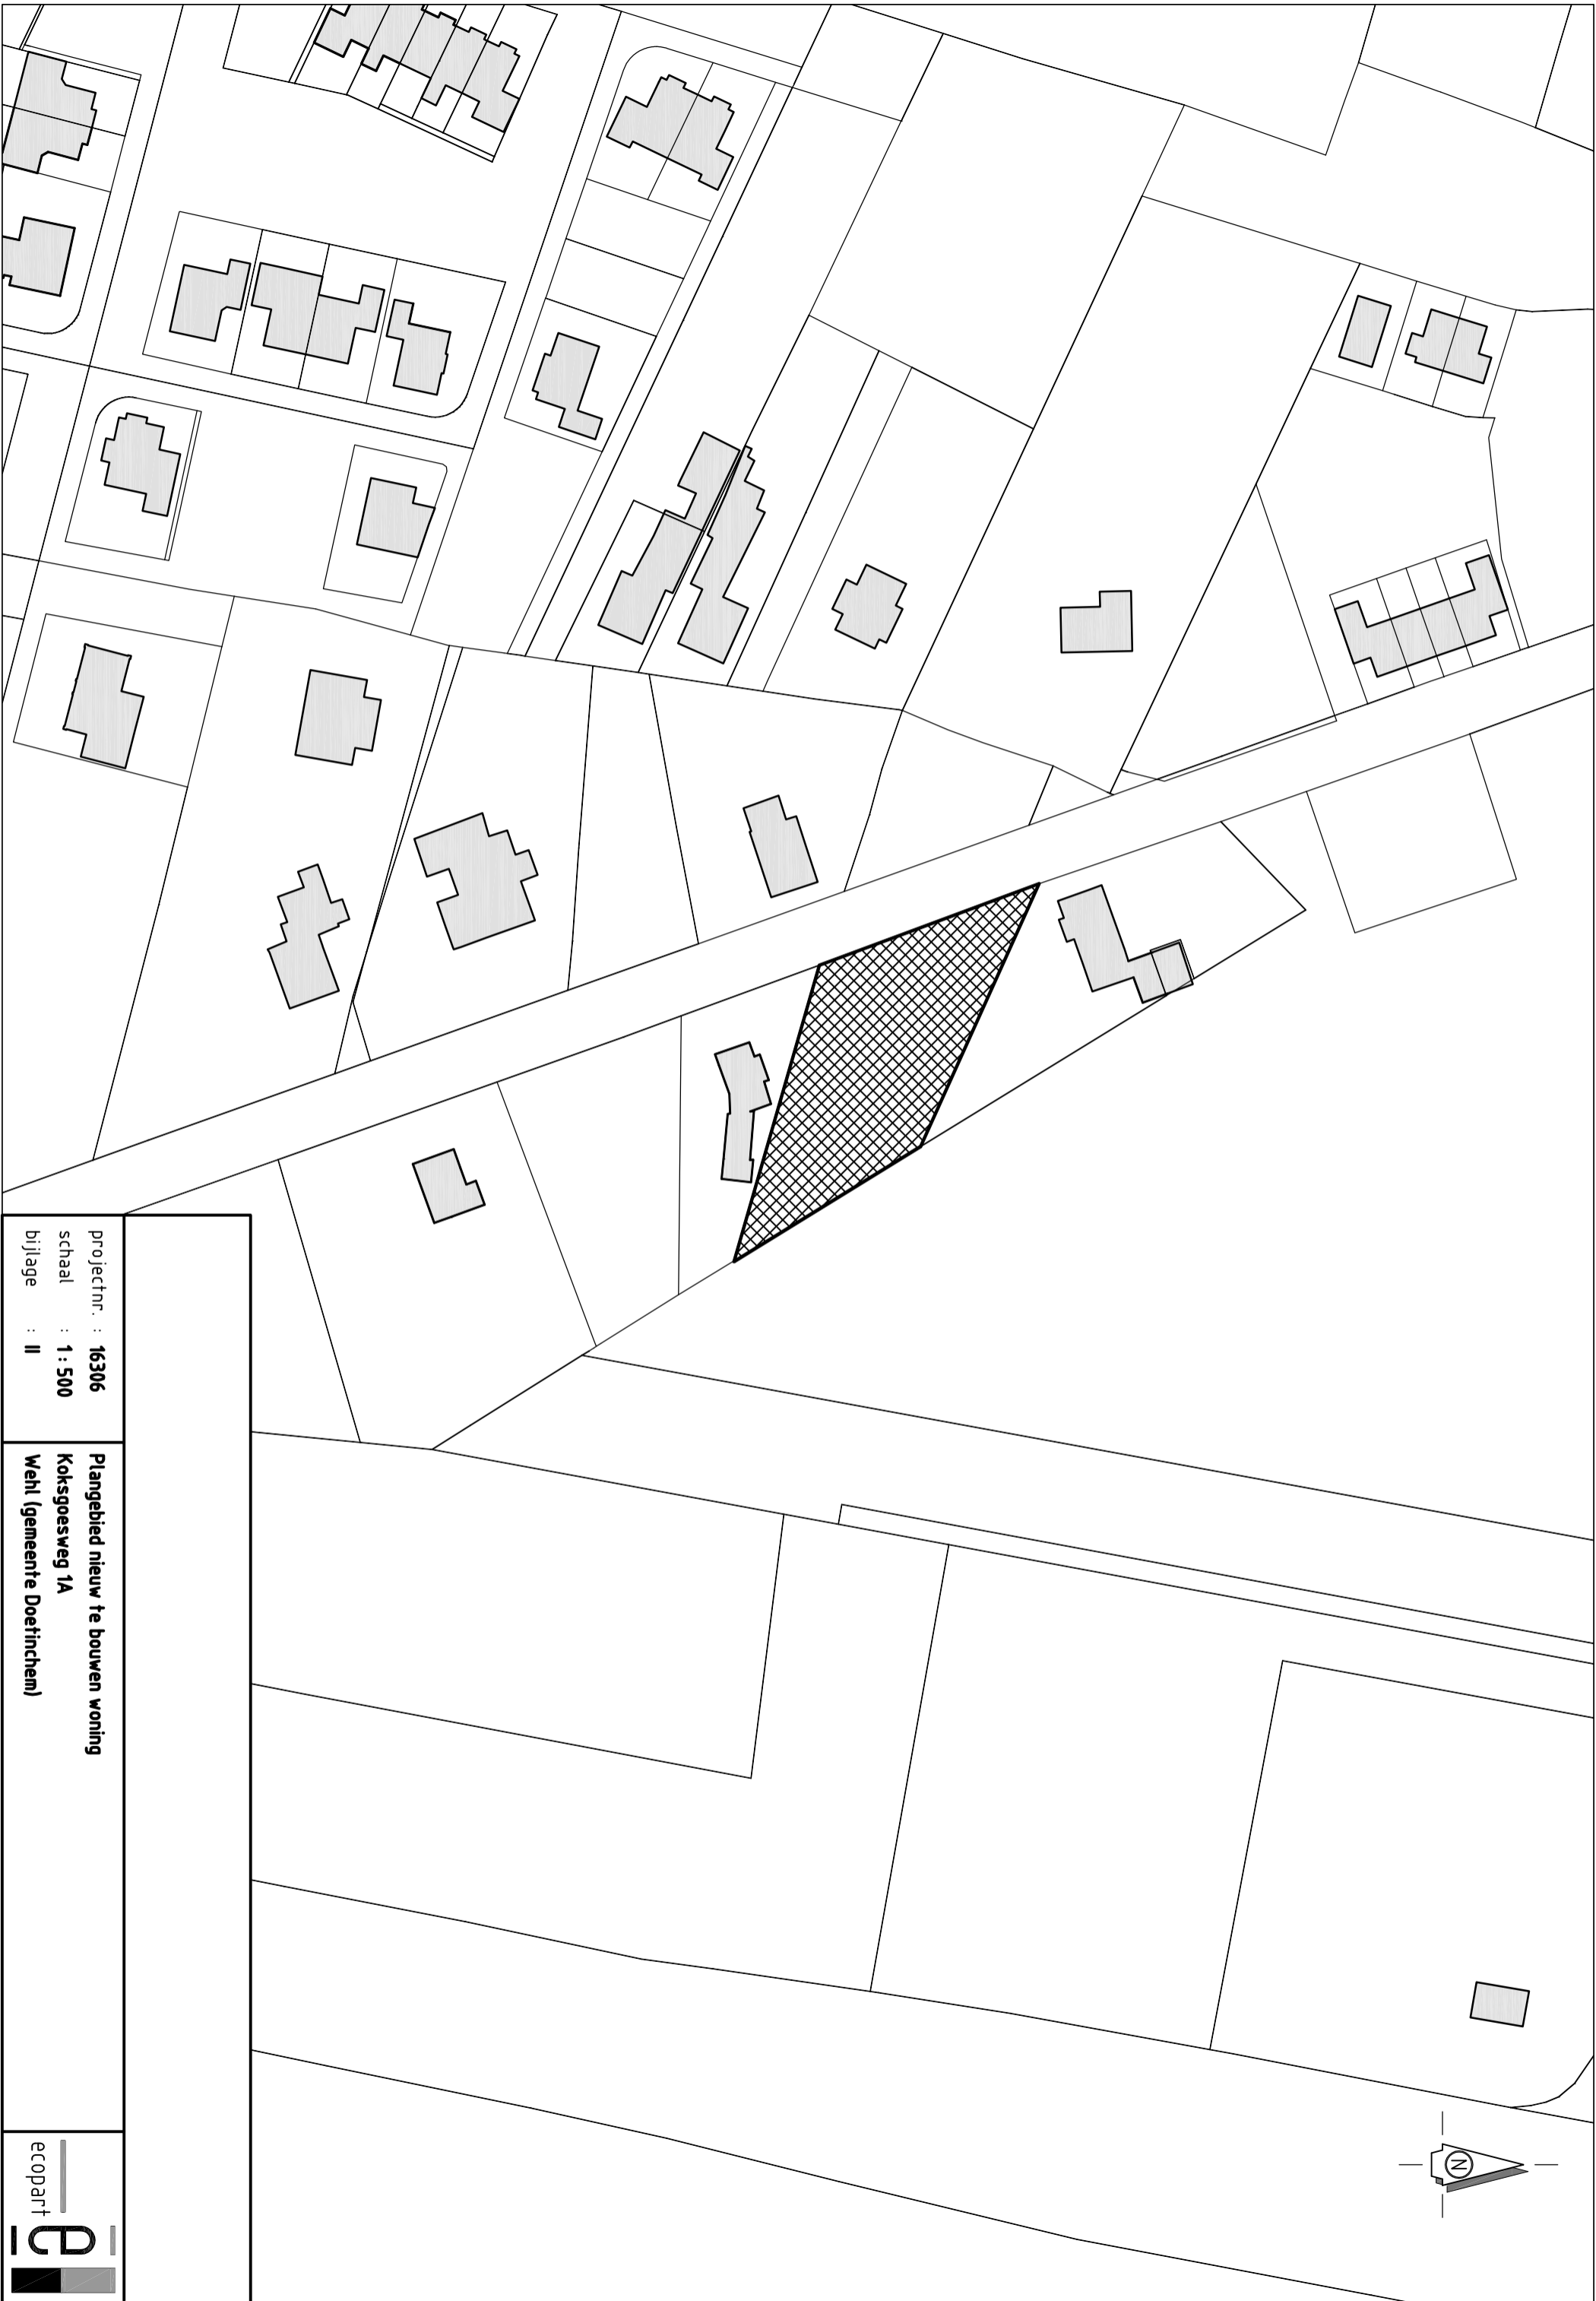 projectnr. : 16306
schaal : 1: 500
bijlage : II
Plangebied nieuw te bouwen woning
Koksgoesweg 1A
Wehl (gemeente Doetinchem)
ecopart
e
N